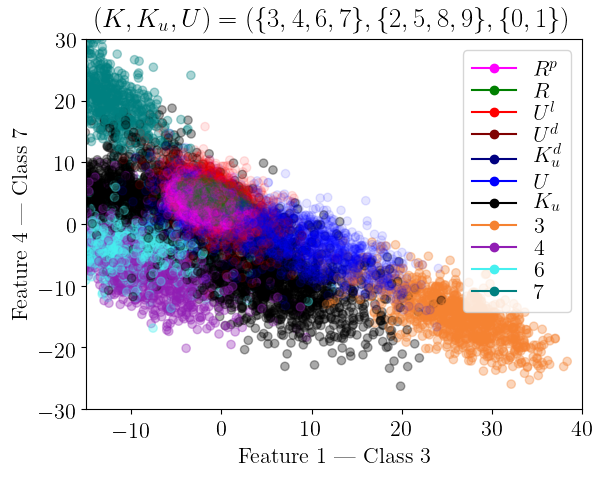 (K, K_u, U) = ({3, 4, 6, 7}, {2, 5, 8, 9}, {0, 1})
30
20
10
0
−10
−20
−30
Feature 4 — Class 7
R^p
R
U^l
U^d
K_u^d
U
K_u
3
4
6
7
−10
0
10
20
30
40
Feature 1 — Class 3